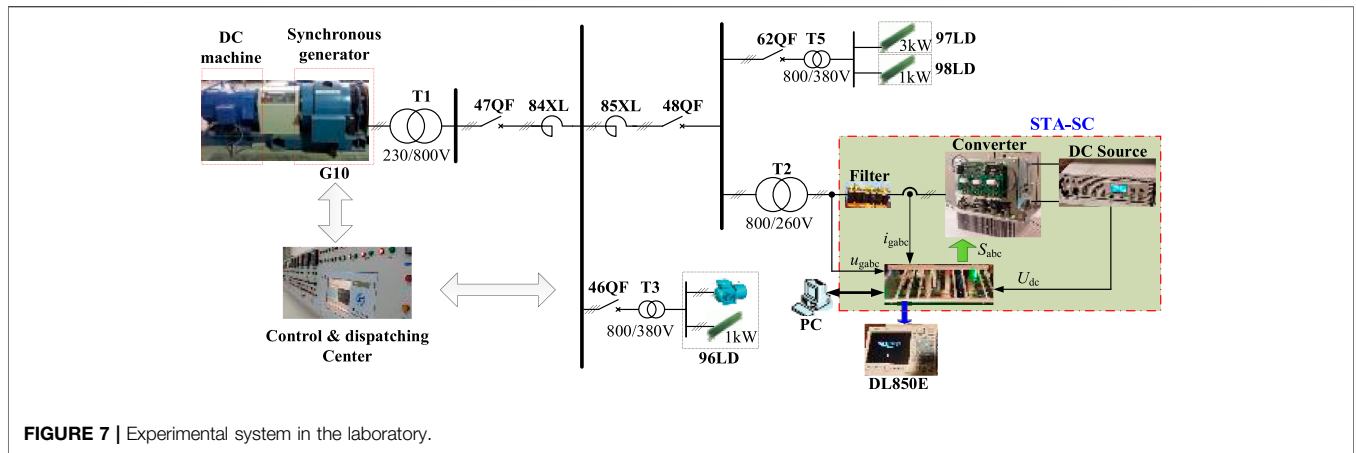 DC
machine
Synchronous
generator
G10
T1
230/800V
47QF
84XL
85XL
48QF
62QF
T5
800/380V
3kW
97LD
1kW
98LD
STA-SC
Converter
DC Source
Filter
T2
800/260V
igabc
ugabc
Sabc
Udc
PC
DL850E
46QF
T3
800/380V
1kW
96LD
Control & dispatching
Center
FIGURE 7 | Experimental system in the laboratory.